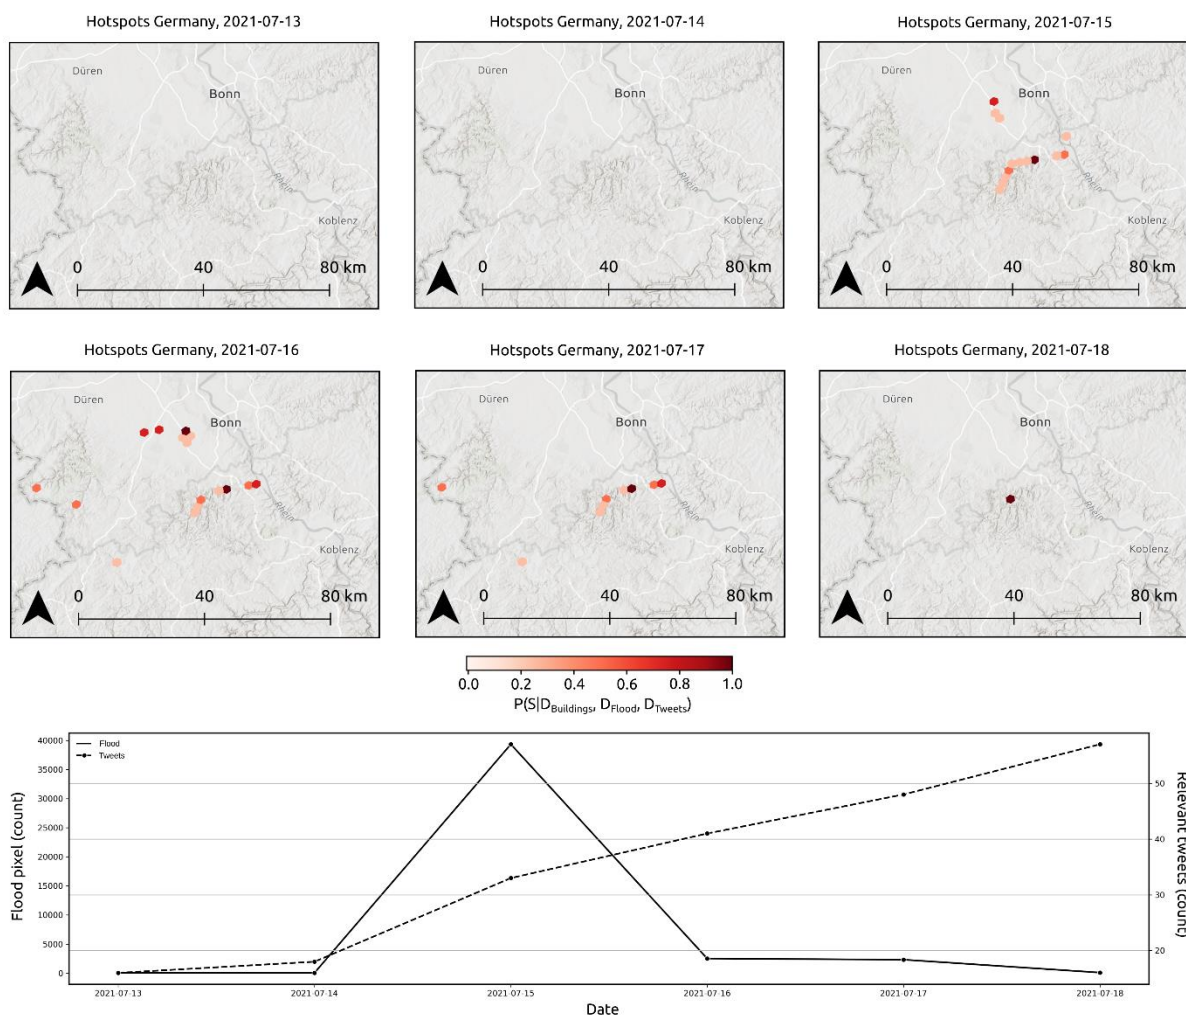 Hotspots Germany, 2021-07-13
Düren
Bonn
Rhein
Koblenz
0 40 80 km
Hotspots Germany, 2021-07-14
Düren
Bonn
Rhein
Koblenz
0 40 80 km
Hotspots Germany, 2021-07-15
Düren
Bonn
Rhein
Koblenz
0 40 80 km
Hotspots Germany, 2021-07-16
Düren
Bonn
Rhein
Koblenz
0 40 80 km
Hotspots Germany, 2021-07-17
Düren
Bonn
Rhein
Koblenz
0 40 80 km
Hotspots Germany, 2021-07-18
Düren
Bonn
Rhein
Koblenz
0 40 80 km
0.0 0.2 0.4 0.6 0.8 1.0
P(S|D_Buildings, D_Flood, D_Tweets)
Flood
Tweets
Flood pixel (count)
40000
35000
30000
25000
20000
15000
10000
5000
0
50
40
30
20
Relevant tweets (count)
2021-07-13 2021-07-14 2021-07-15 2021-07-16 2021-07-17 2021-07-18
Date